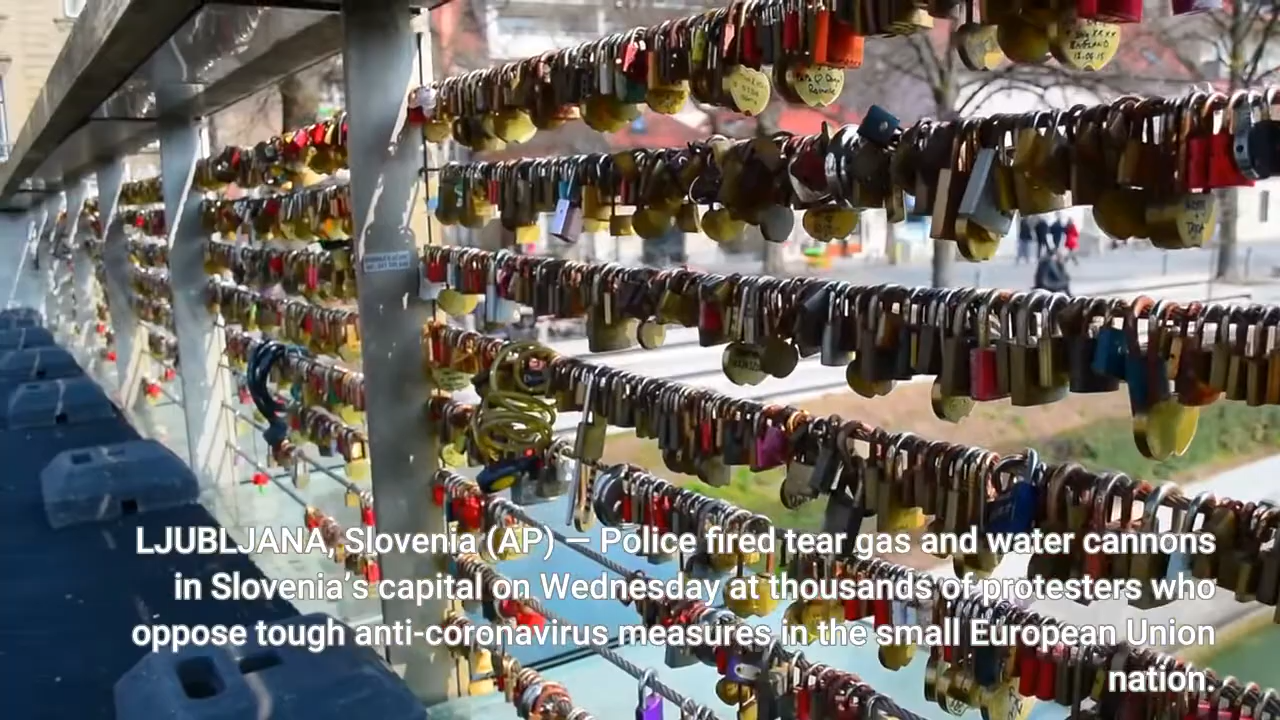 LJUBLJANA, Slovenia (AP) — Police fired tear gas and water cannons
in Slovenia’s capital on Wednesday at thousands of protesters who
oppose tough anti-coronavirus measures in the small European Union
nation.